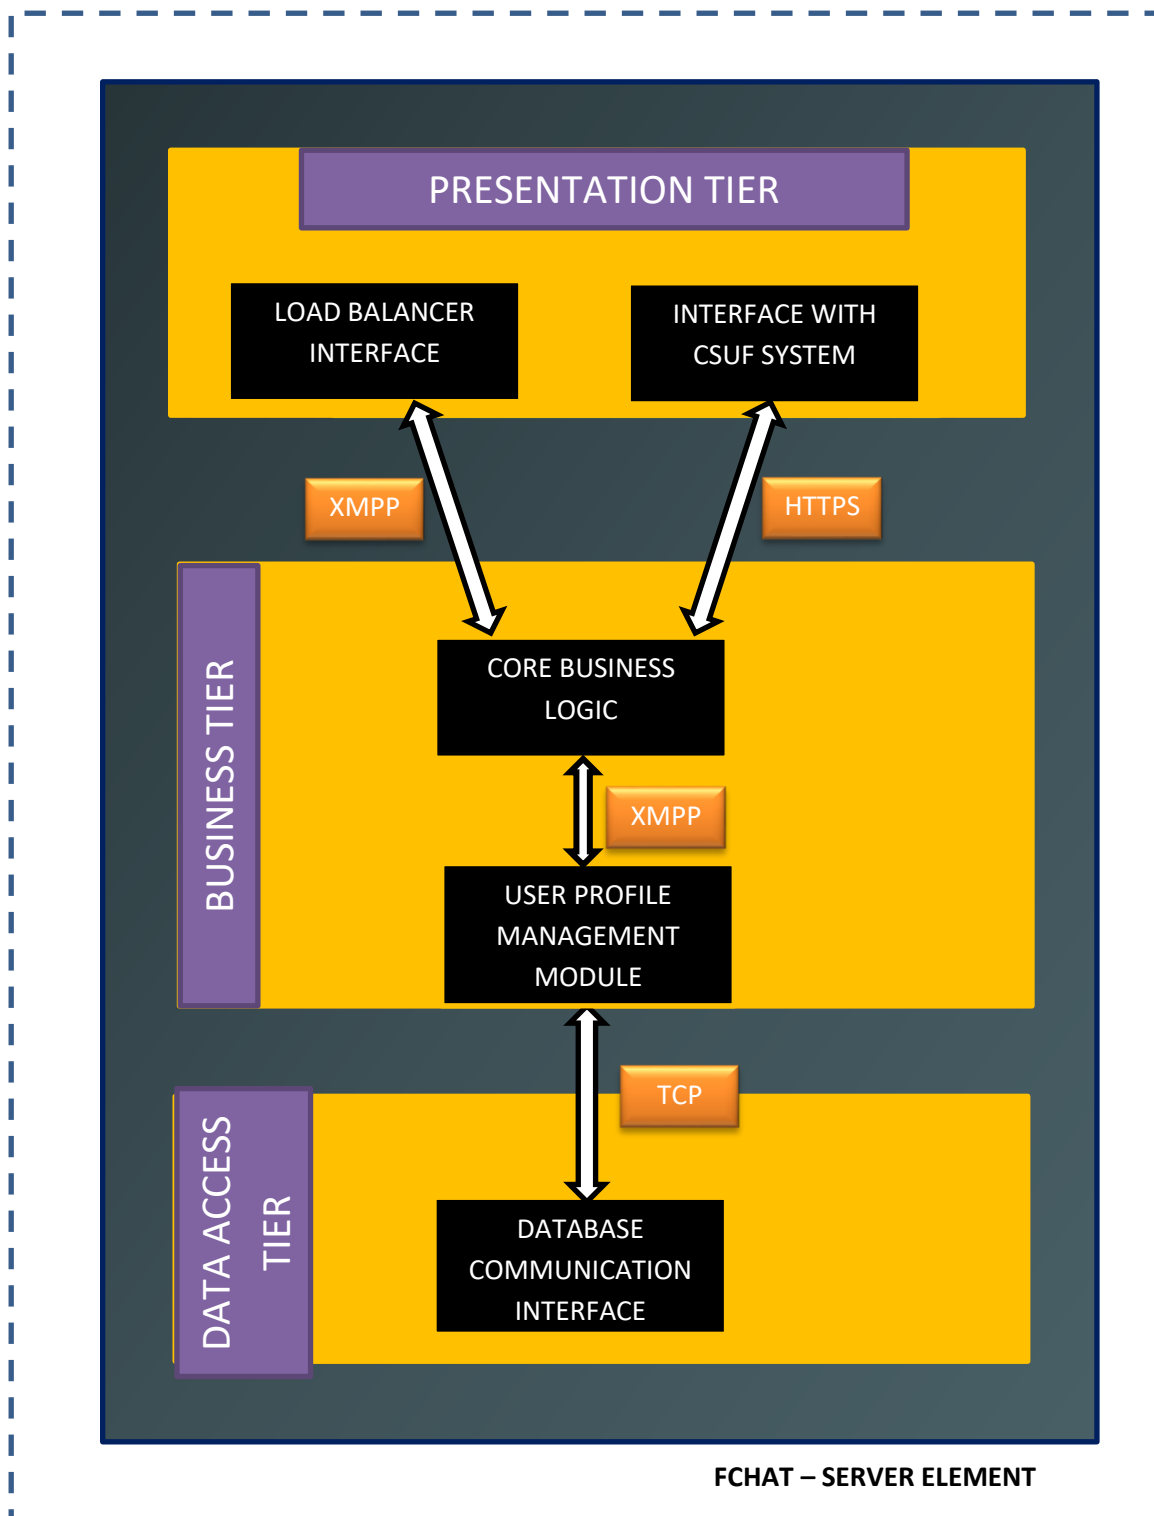 PRESENTATION TIER
LOAD BALANCER
INTERFACE
INTERFACE WITH
CSUF SYSTEM
XMPP
HTTPS
BUSINESS TIER
CORE BUSINESS
LOGIC
XMPP
USER PROFILE
MANAGEMENT
MODULE
TCP
DATA ACCESS
TIER
DATABASE
COMMUNICATION
INTERFACE
FCHAT – SERVER ELEMENT